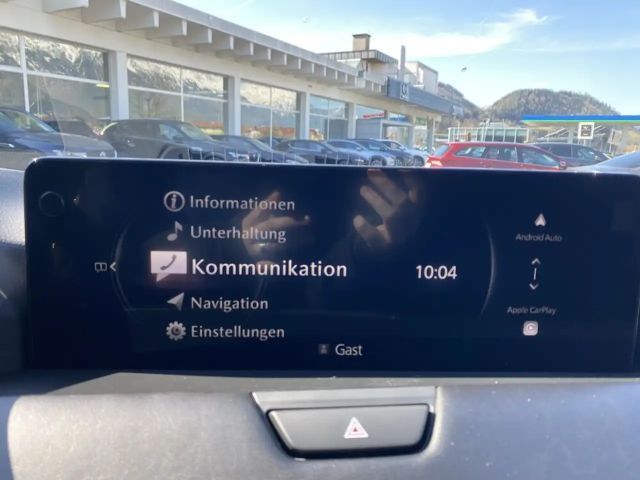 Informationen
Unterhaltung
Kommunikation
10:04
Navigation
Einstellungen
Gast
Android Auto
Apple CarPlay